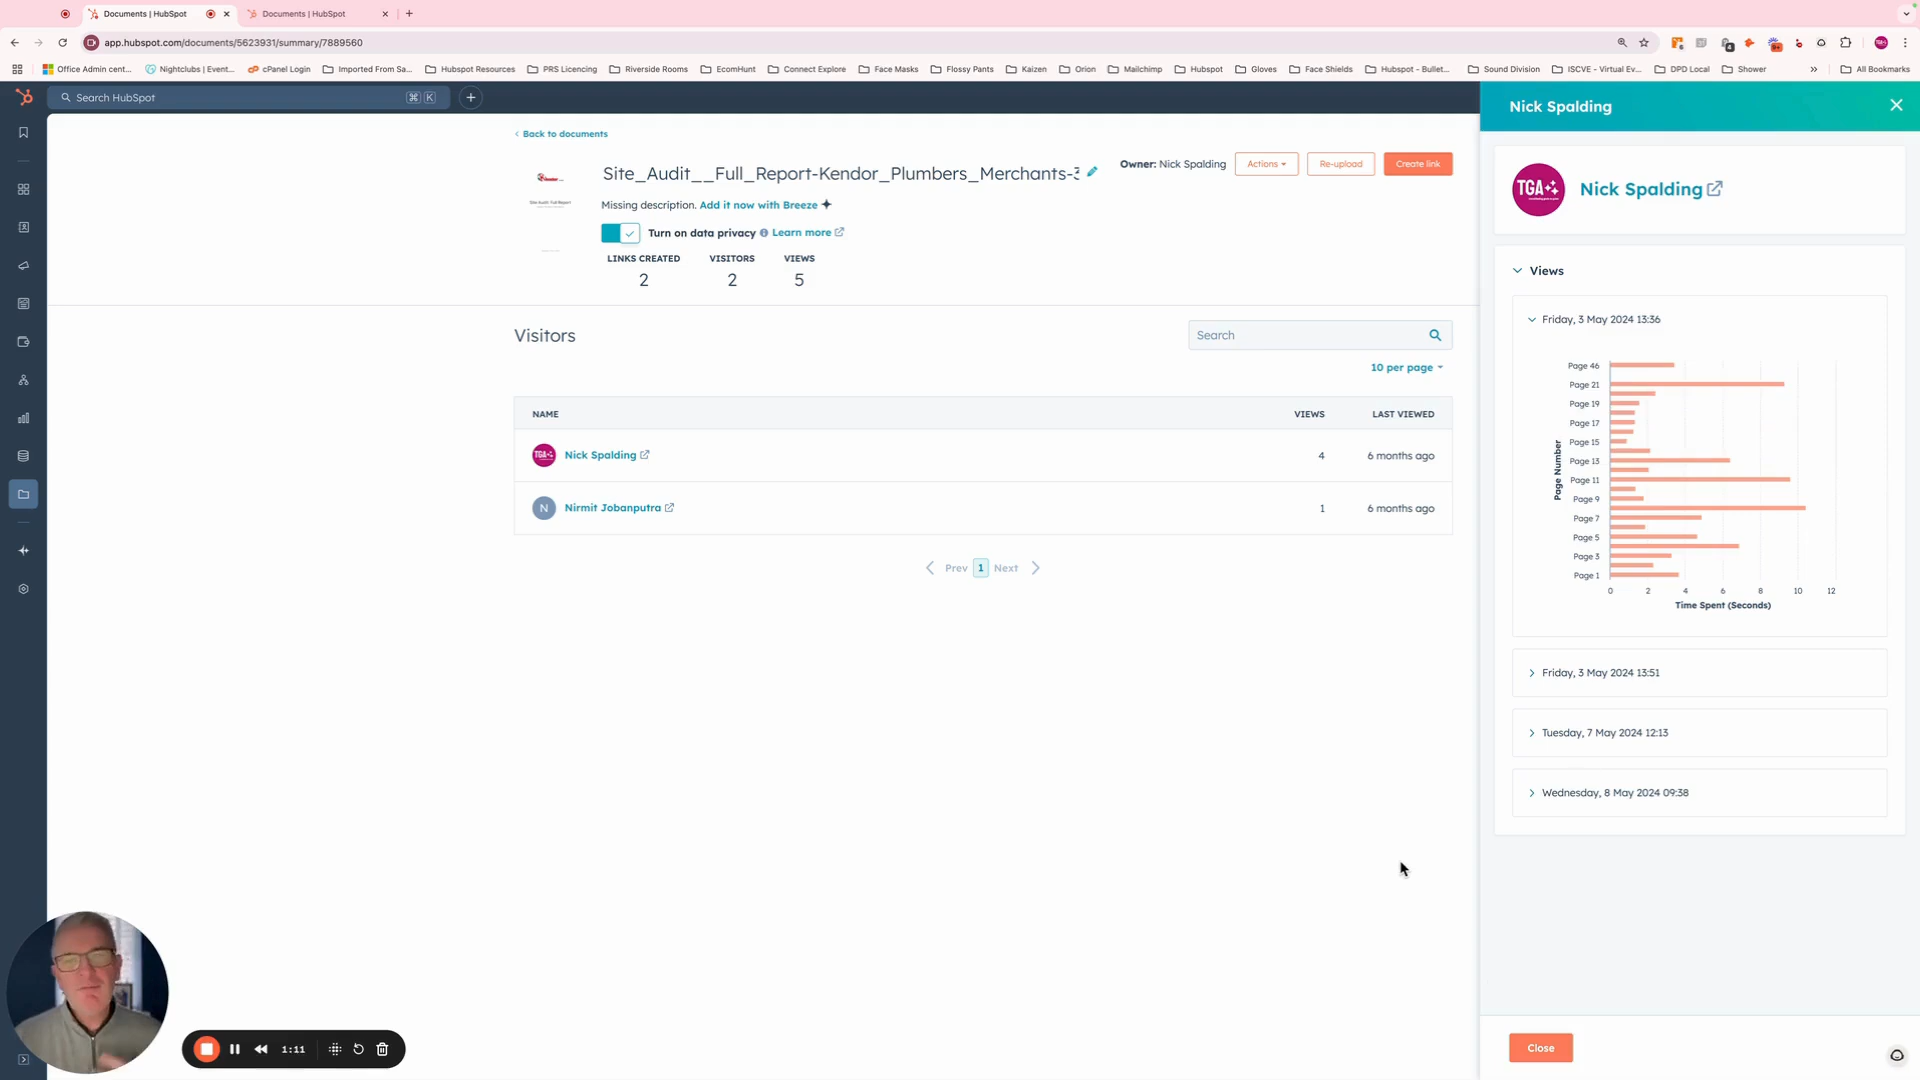 Documents | HubSpot
Documents | HubSpot
app.hubspot.com/documents/5623931/summary/7889560
Office Admin cent...
Nightclubs | Event...
cPanel Login
Imported From Sa...
Hubspot Resources
PRS Licencing
Riverside Rooms
EcomHunt
Connect Explore
Face Masks
Flossy Pants
Kaizen
Orion
Mailchimp
Hubspot
Gloves
Face Shields
Hubspot - Bullet...
Sound Division
ISCVE - Virtual Ev...
DPD Local
Shower
»
All Bookmarks
Search HubSpot
⌘ K
+
Back to documents
Site_Audit__Full_Report-Kendor_Plumbers_Merchants-3
Owner: Nick Spalding
Actions
Re-upload
Create link
Site Audit: Full Report
Missing description. Add it now with Breeze
Turn on data privacy Learn more
LINKS CREATED VISITORS VIEWS
2 2 5
Visitors
Search
10 per page
NAME VIEWS LAST VIEWED
TGA Nick Spalding 4 6 months ago
N Nirmit Jobanputra 1 6 months ago
Prev 1 Next
1:11
Nick Spalding
TGA
Nick Spalding
Views
Friday, 3 May 2024 13:36
Page Number
Page 46
Page 21
Page 19
Page 17
Page 15
Page 13
Page 11
Page 9
Page 7
Page 5
Page 3
Page 1
0 2 4 6 8 10 12
Time Spent (Seconds)
Friday, 3 May 2024 13:51
Tuesday, 7 May 2024 12:13
Wednesday, 8 May 2024 09:38
Close